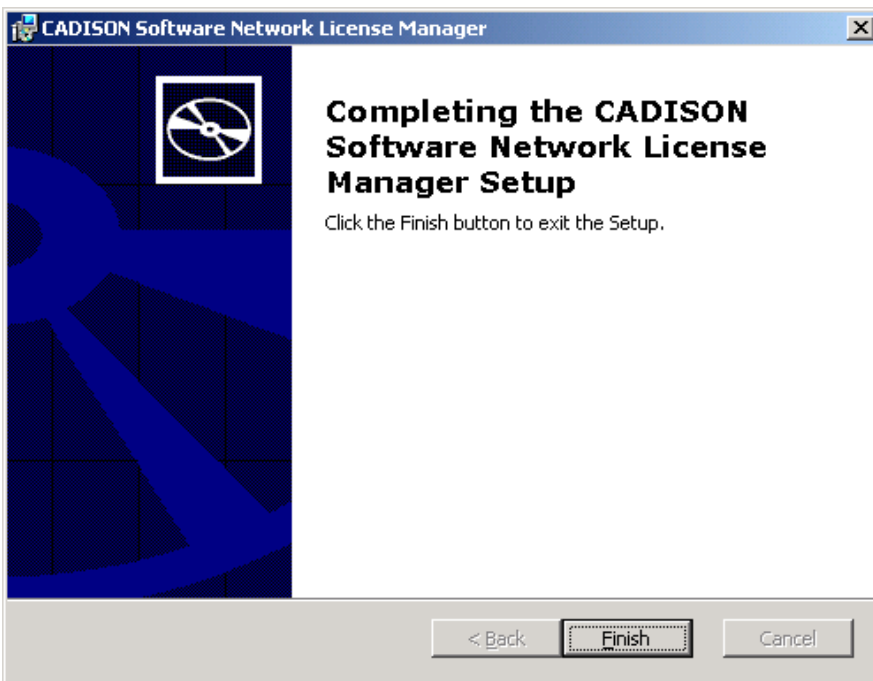 CADISON Software Network License Manager
Completing the CADISON
Software Network License
Manager Setup
Click the Finish button to exit the Setup.
< Back
Finish
Cancel